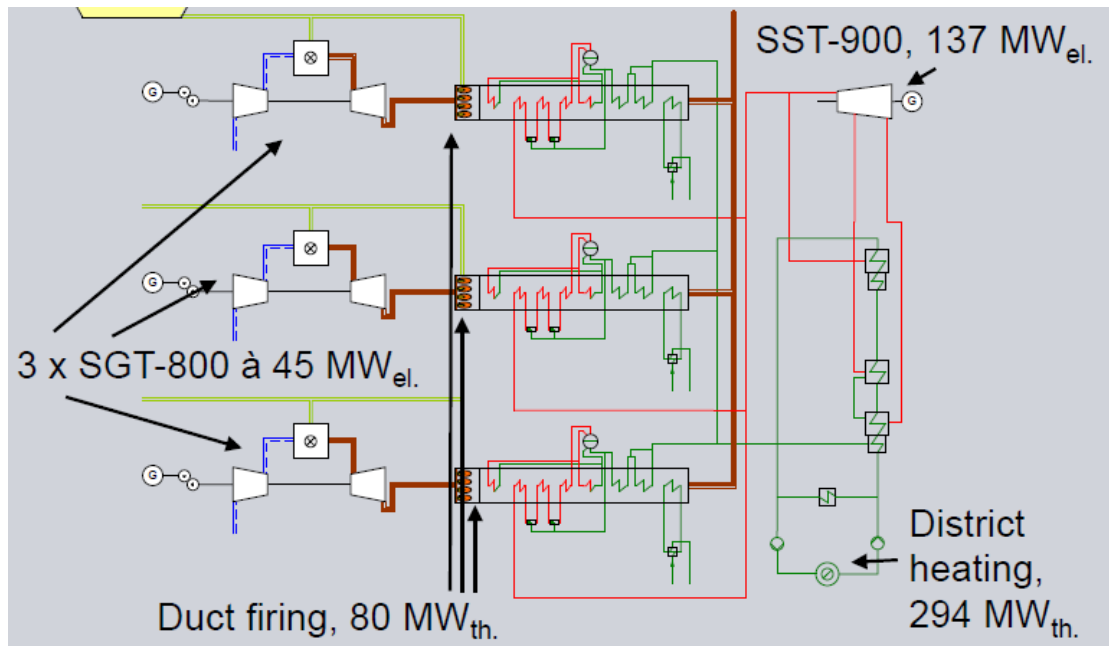 SST-900, 137 MWel.
G
G
3 x SGT-800 à 45 MWel.
G
G
District
heating,
294 MWth.
Duct firing, 80 MWth.